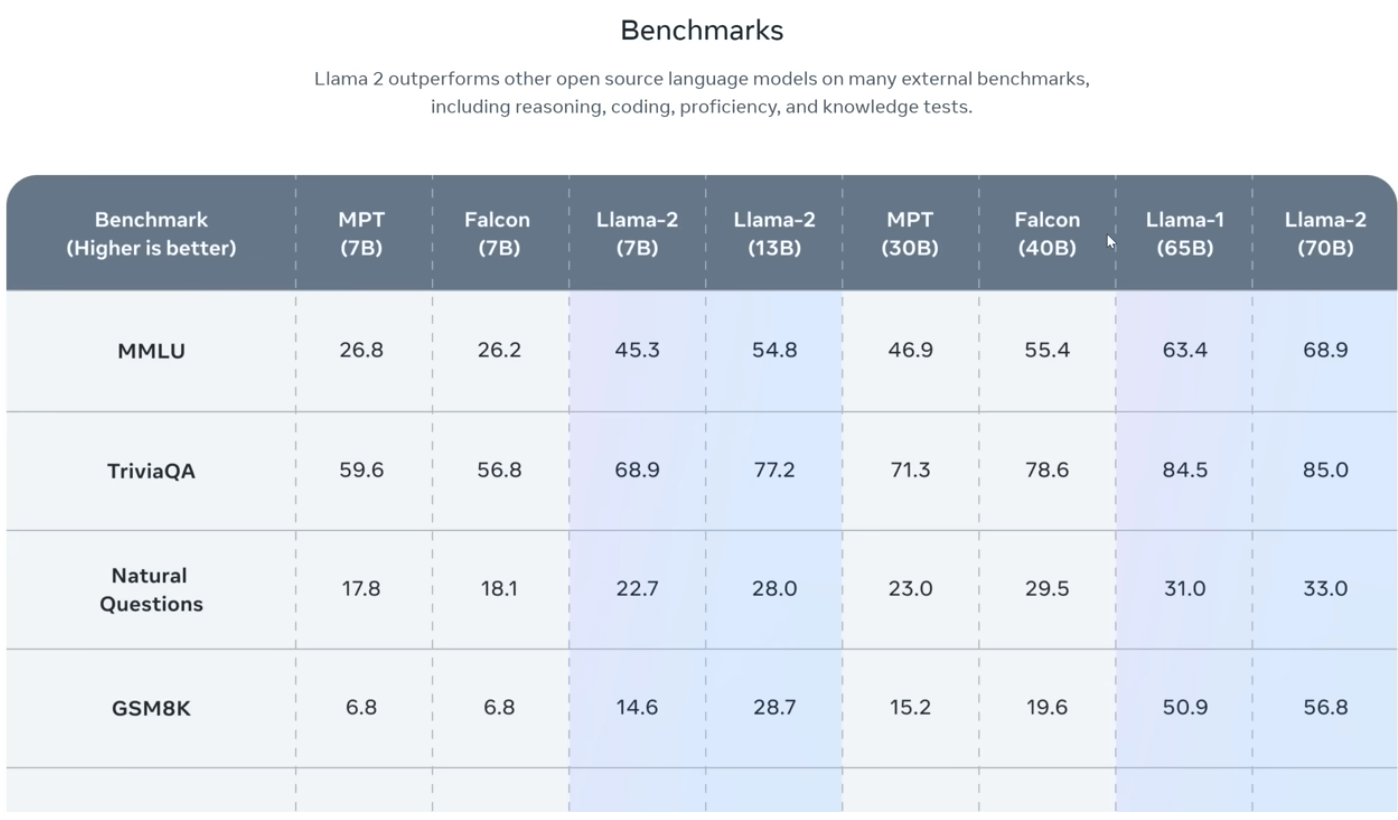 Benchmarks
Llama 2 outperforms other open source language models on many external benchmarks,
including reasoning, coding, proficiency, and knowledge tests.
Benchmark MPT Falcon Llama-2 Llama-2 MPT Falcon Llama-1 Llama-2
(Higher is better) (7B) (7B) (7B) (13B) (30B) (40B) (65B) (70B)
MMLU 26.8 26.2 45.3 54.8 46.9 55.4 63.4 68.9
TriviaQA 59.6 56.8 68.9 77.2 71.3 78.6 84.5 85.0
Natural
Questions 17.8 18.1 22.7 28.0 23.0 29.5 31.0 33.0
GSM8K 6.8 6.8 14.6 28.7 15.2 19.6 50.9 56.8